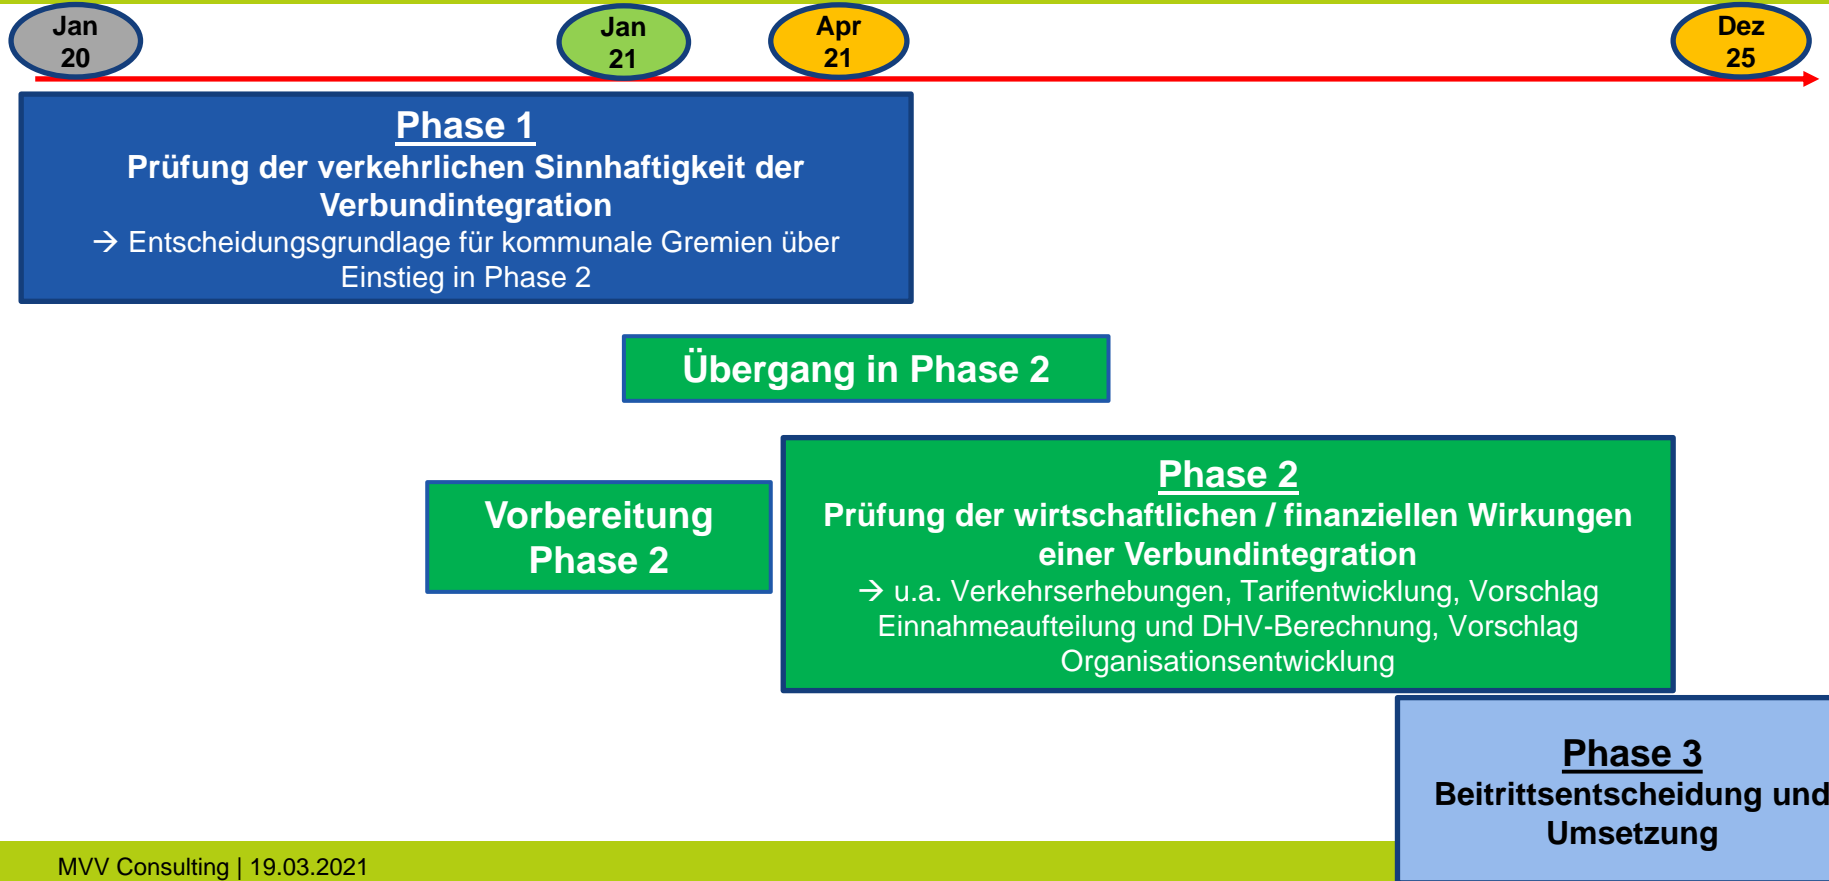 Jan
20
Jan
21
Apr
21
Dez
25
Phase 1
Prüfung der verkehrlichen Sinnhaftigkeit der
Verbundintegration
→ Entscheidungsgrundlage für kommunale Gremien über
Einstieg in Phase 2
Übergang in Phase 2
Vorbereitung
Phase 2
Phase 2
Prüfung der wirtschaftlichen / finanziellen Wirkungen
einer Verbundintegration
→ u.a. Verkehrserhebungen, Tarifentwicklung, Vorschlag
Einnahmeaufteilung und DHV-Berechnung, Vorschlag
Organisationsentwicklung
Phase 3
Beitrittsentscheidung und
Umsetzung
MVV Consulting | 19.03.2021